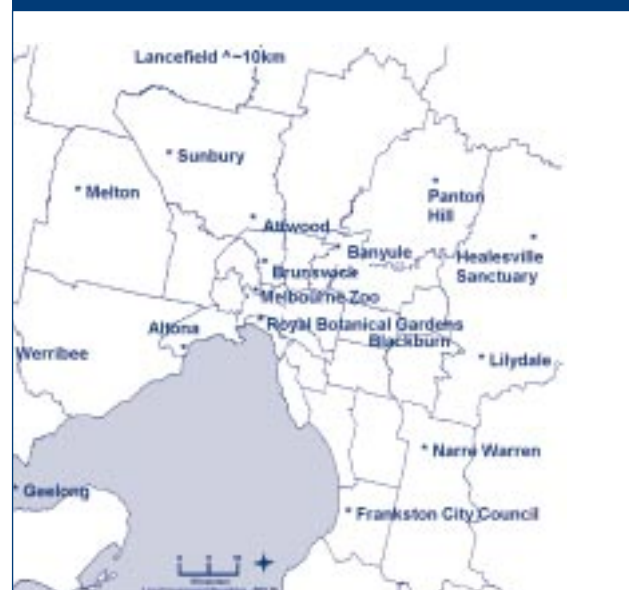 Lancefield ^~10km
* Sunbury
* Melton
Attwood
Panton
Hill
Banyule
Healesville
Sanctuary
Brunswack
Melbourne Zoo
Altona
Royal Botanical Gardens
Blackburn
Werribee
* Lilydale
* Narre Warren
* Geelong
* Frankston City Council